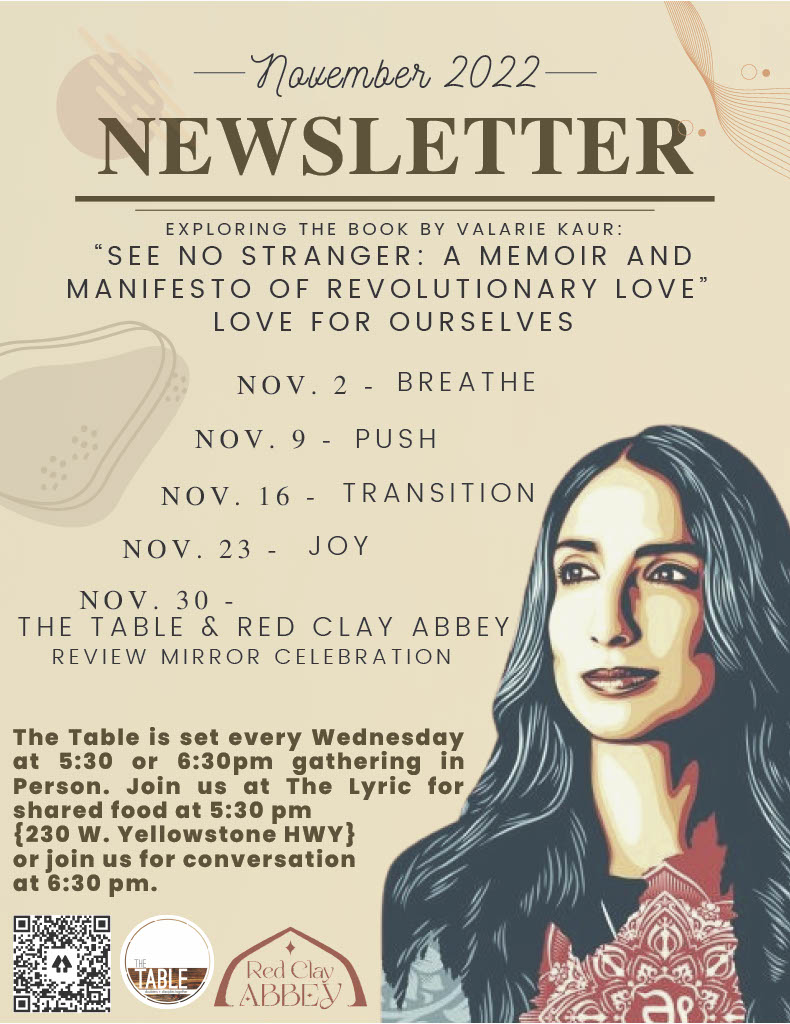 November 2022
NEWSLETTER
EXPLORING THE BOOK BY VALARIE KAUR:
“SEE NO STRANGER: A MEMOIR AND
MANIFESTO OF REVOLUTIONARY LOVE”
LOVE FOR OURSELVES
NOV. 2 - BREATHE
NOV. 9 - PUSH
NOV. 16 - TRANSITION
NOV. 23 - JOY
NOV. 30 -
THE TABLE & RED CLAY ABBEY
REVIEW MIRROR CELEBRATION
The Table is set every Wednesday
at 5:30 or 6:30pm gathering in
Person. Join us at The Lyric for
shared food at 5:30 pm
{230 W. Yellowstone HWY}
or join us for conversation
at 6:30 pm.
THE
TABLE
Red Clay
ABBEY